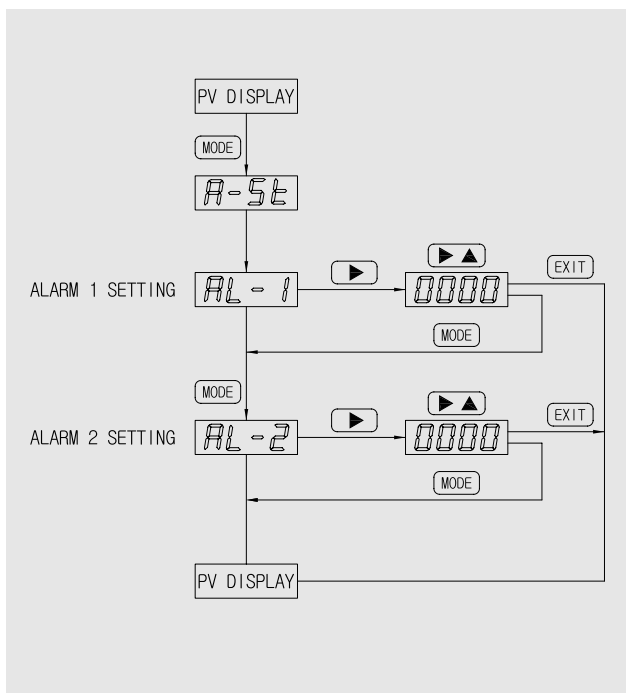 PV DISPLAY
MODE
A-St
AL-1
ALARM 1 SETTING
0000
EXIT
MODE
MODE
AL-2
ALARM 2 SETTING
0000
EXIT
MODE
PV DISPLAY